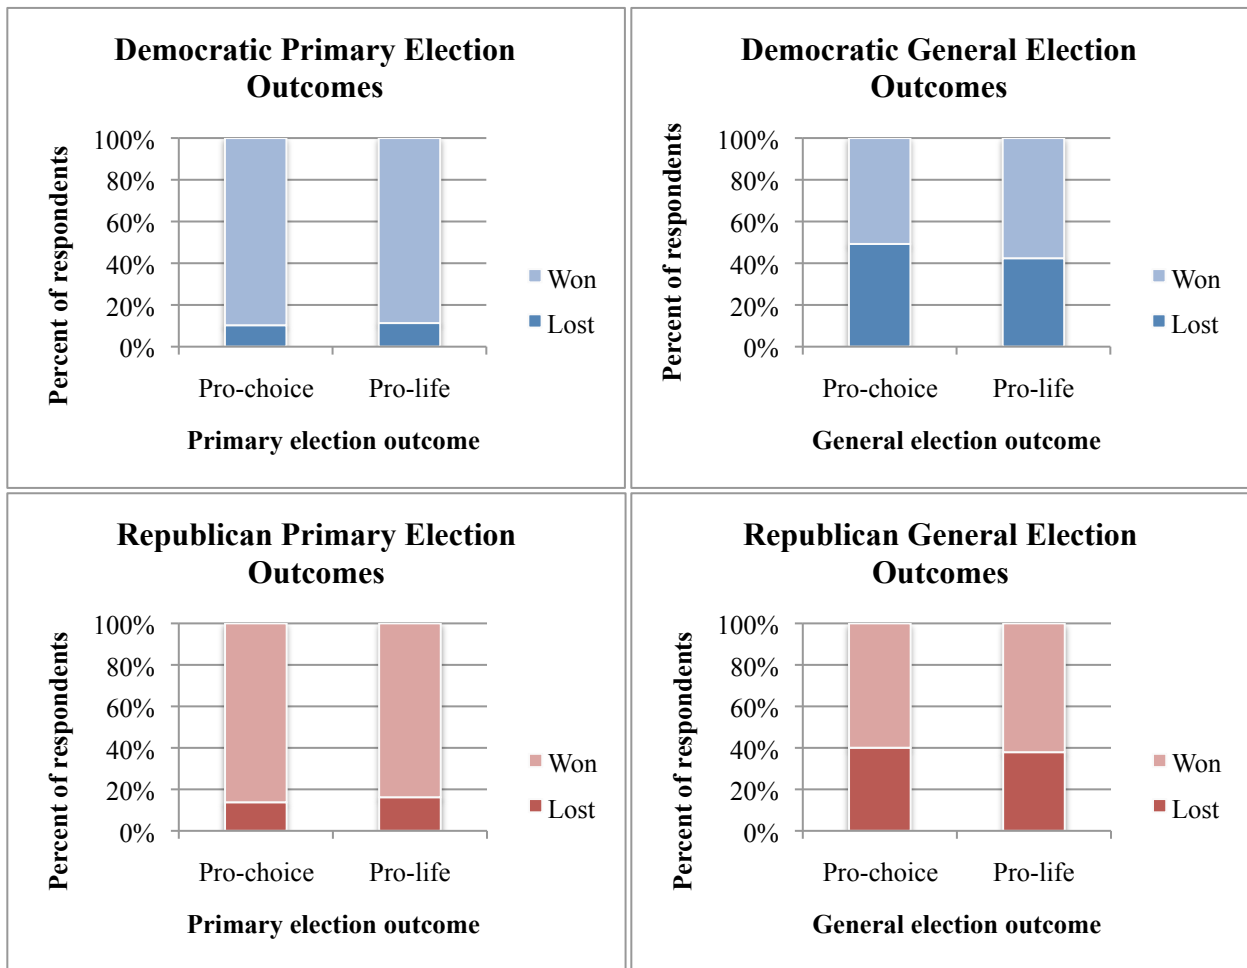 Democratic Primary Election
Outcomes
Percent of respondents
100%
80%
60%
40%
20%
0%
Pro-choice Pro-life
Primary election outcome
Won
Lost
Democratic General Election
Outcomes
Percent of respondents
100%
80%
60%
40%
20%
0%
Pro-choice Pro-life
General election outcome
Won
Lost
Republican Primary Election
Outcomes
Percent of respondents
100%
80%
60%
40%
20%
0%
Pro-choice Pro-life
Primary election outcome
Won
Lost
Republican General Election
Outcomes
Percent of respondents
100%
80%
60%
40%
20%
0%
Pro-choice Pro-life
General election outcome
Won
Lost